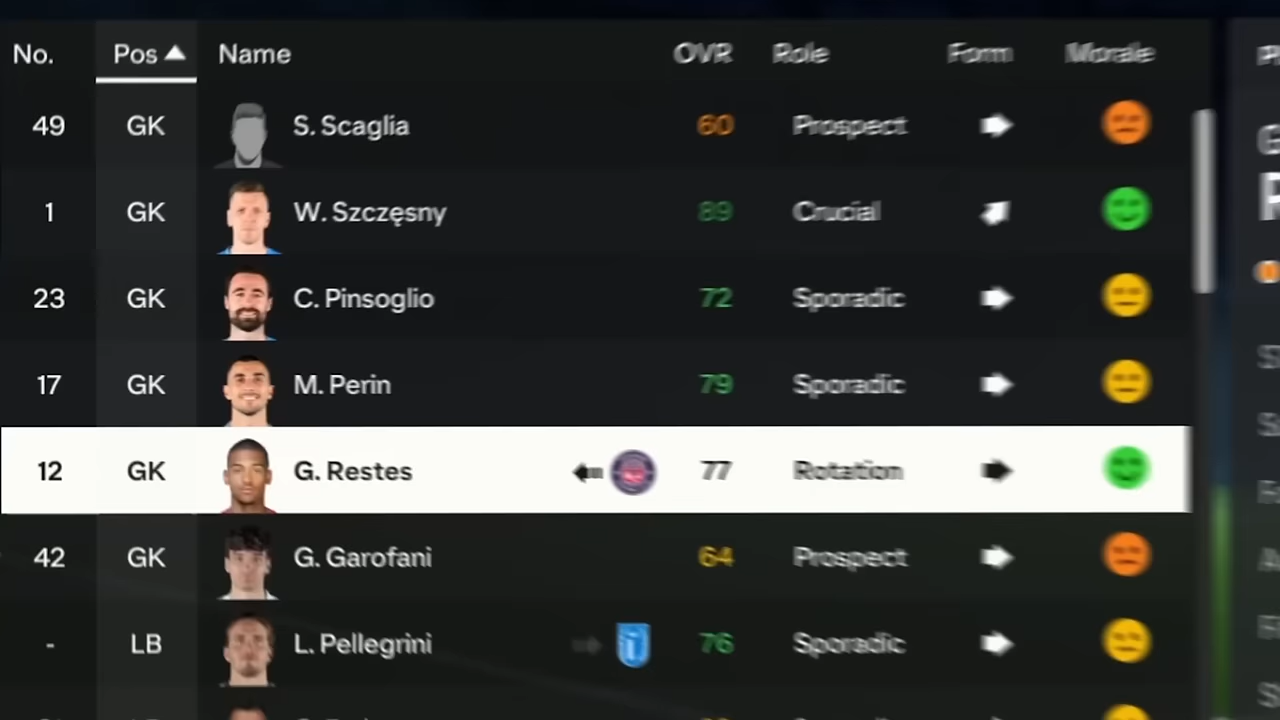 No. Pos Name OVR Role Form Morale
49 GK S. Scaglia 60 Prospect
1 GK W. Szczęsny 89 Crucial
23 GK C. Pinsoglio 72 Sporadic
17 GK M. Perin 79 Sporadic
12 GK G. Restes 77 Rotation
42 GK G. Garofani 64 Prospect
- LB L. Pellegrini 76 Sporadic